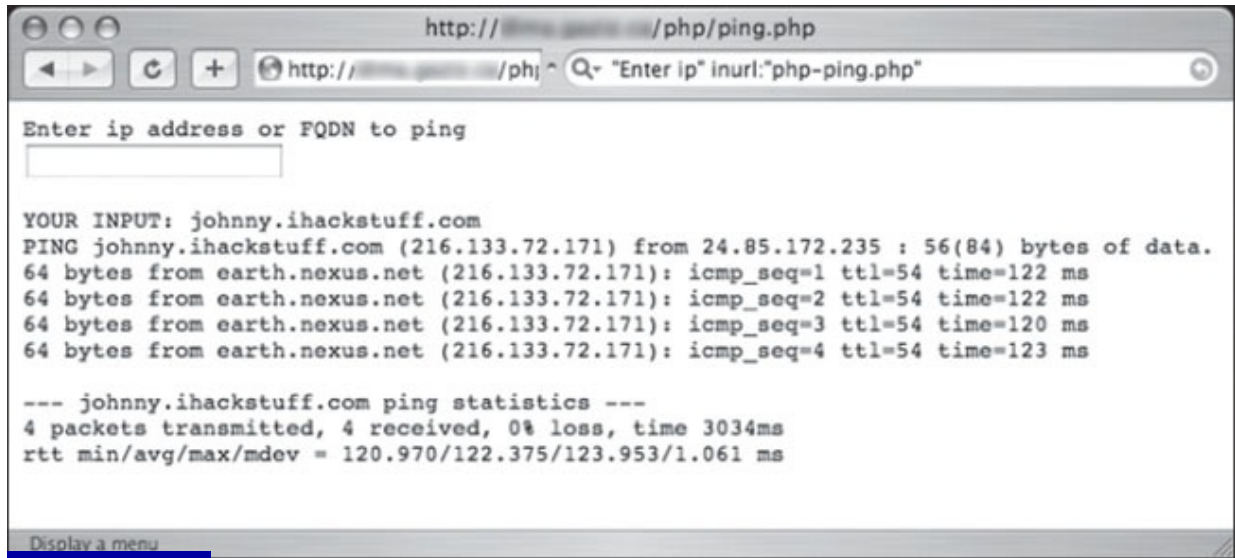 http:// /php/ping.php
http:// /ph "Enter ip" inurl:"php-ping.php"
Enter ip address or FQDN to ping
YOUR INPUT: johnny.ihackstuff.com
PING johnny.ihackstuff.com (216.133.72.171) from 24.85.172.235 : 56(84) bytes of data.
64 bytes from earth.nexus.net (216.133.72.171): icmp_seq=1 ttl=54 time=122 ms
64 bytes from earth.nexus.net (216.133.72.171): icmp_seq=2 ttl=54 time=122 ms
64 bytes from earth.nexus.net (216.133.72.171): icmp_seq=3 ttl=54 time=120 ms
64 bytes from earth.nexus.net (216.133.72.171): icmp_seq=4 ttl=54 time=123 ms
--- johnny.ihackstuff.com ping statistics ---
4 packets transmitted, 4 received, 0% loss, time 3034ms
rtt min/avg/max/mdev = 120.970/122.375/123.953/1.061 ms
Display a menu